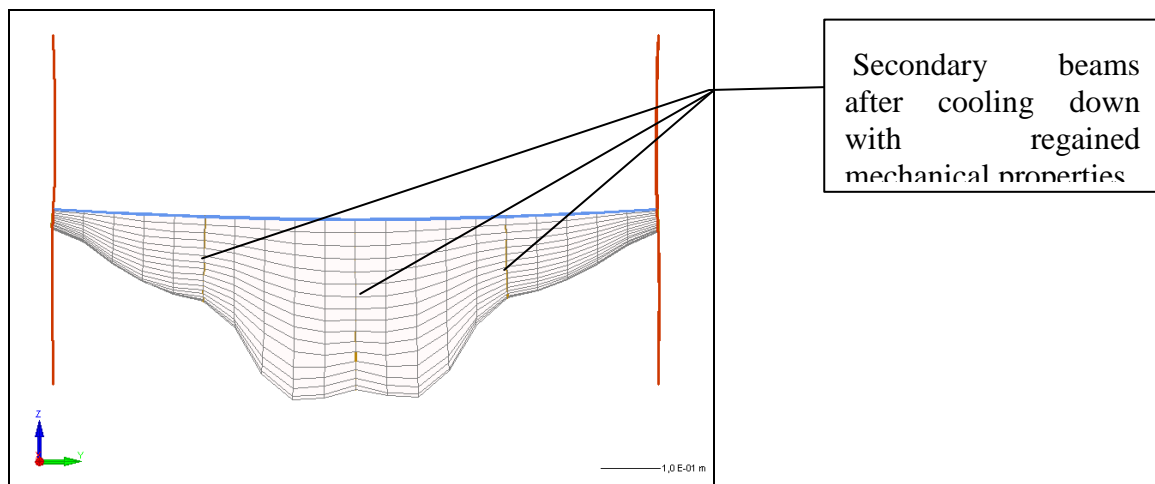 Secondary beams
after cooling down
with regained
mechanical properties
Z
Y
1,0 E-01 m